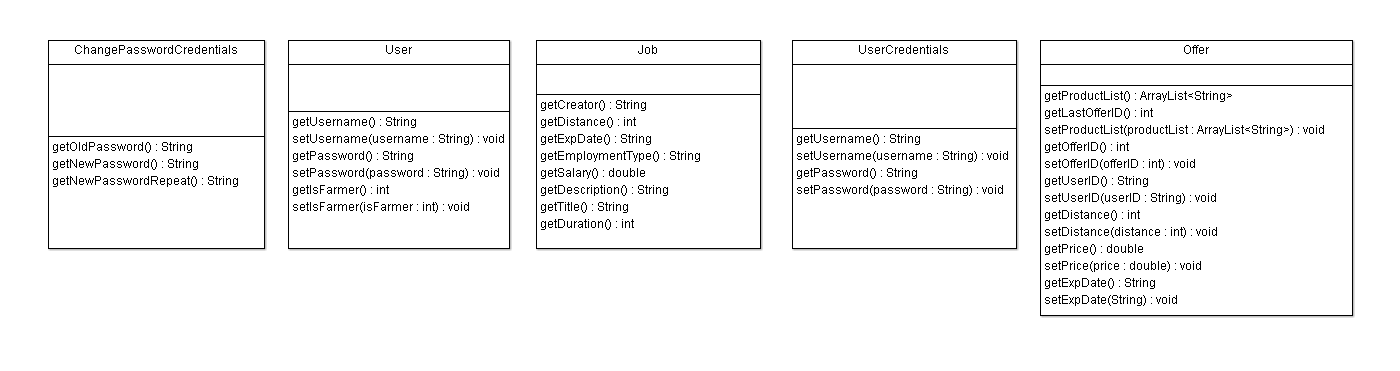 ChangePasswordCredentials
getOldPassword() : String
getNewPassword() : String
getNewPasswordRepeat() : String
User
getUsername() : String
setUsername(username : String) : void
getPassword() : String
setPassword(password : String) : void
getIsFarmer() : int
setIsFarmer(isFarmer : int) : void
Job
getCreator() : String
getDistance() : int
getExpDate() : String
getEmploymentType() : String
getSalary() : double
getDescription() : String
getTitle() : String
getDuration() : int
UserCredentials
getUsername() : String
setUsername(username : String) : void
getPassword() : String
setPassword(password : String) : void
Offer
getProductList() : ArrayList<String>
getLastOfferID() : int
setProductList(productList : ArrayList<String>) : void
getOfferID() : int
setOfferID(offerID : int) : void
getUserID() : String
setUserID(userID : String) : void
getDistance() : int
setDistance(distance : int) : void
getPrice() : double
setPrice(price : double) : void
getExpDate() : String
setExpDate(String) : void